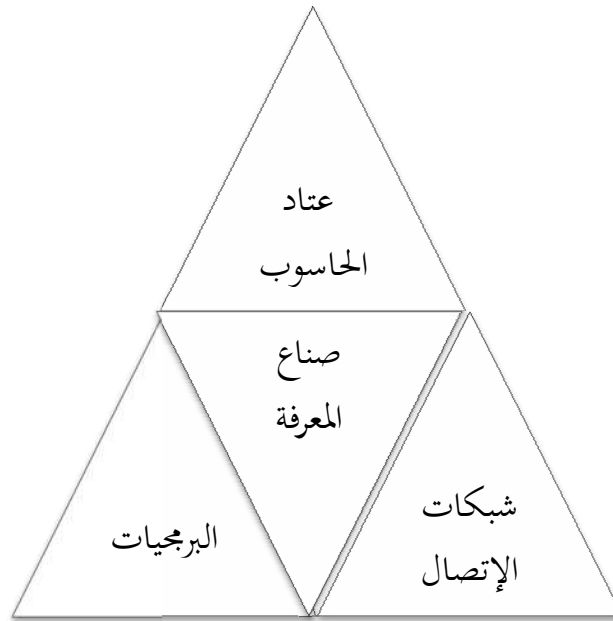 عتاد
الحاسوب
صناع
المعرفة
شبكات
الإتصال
البرمجيات